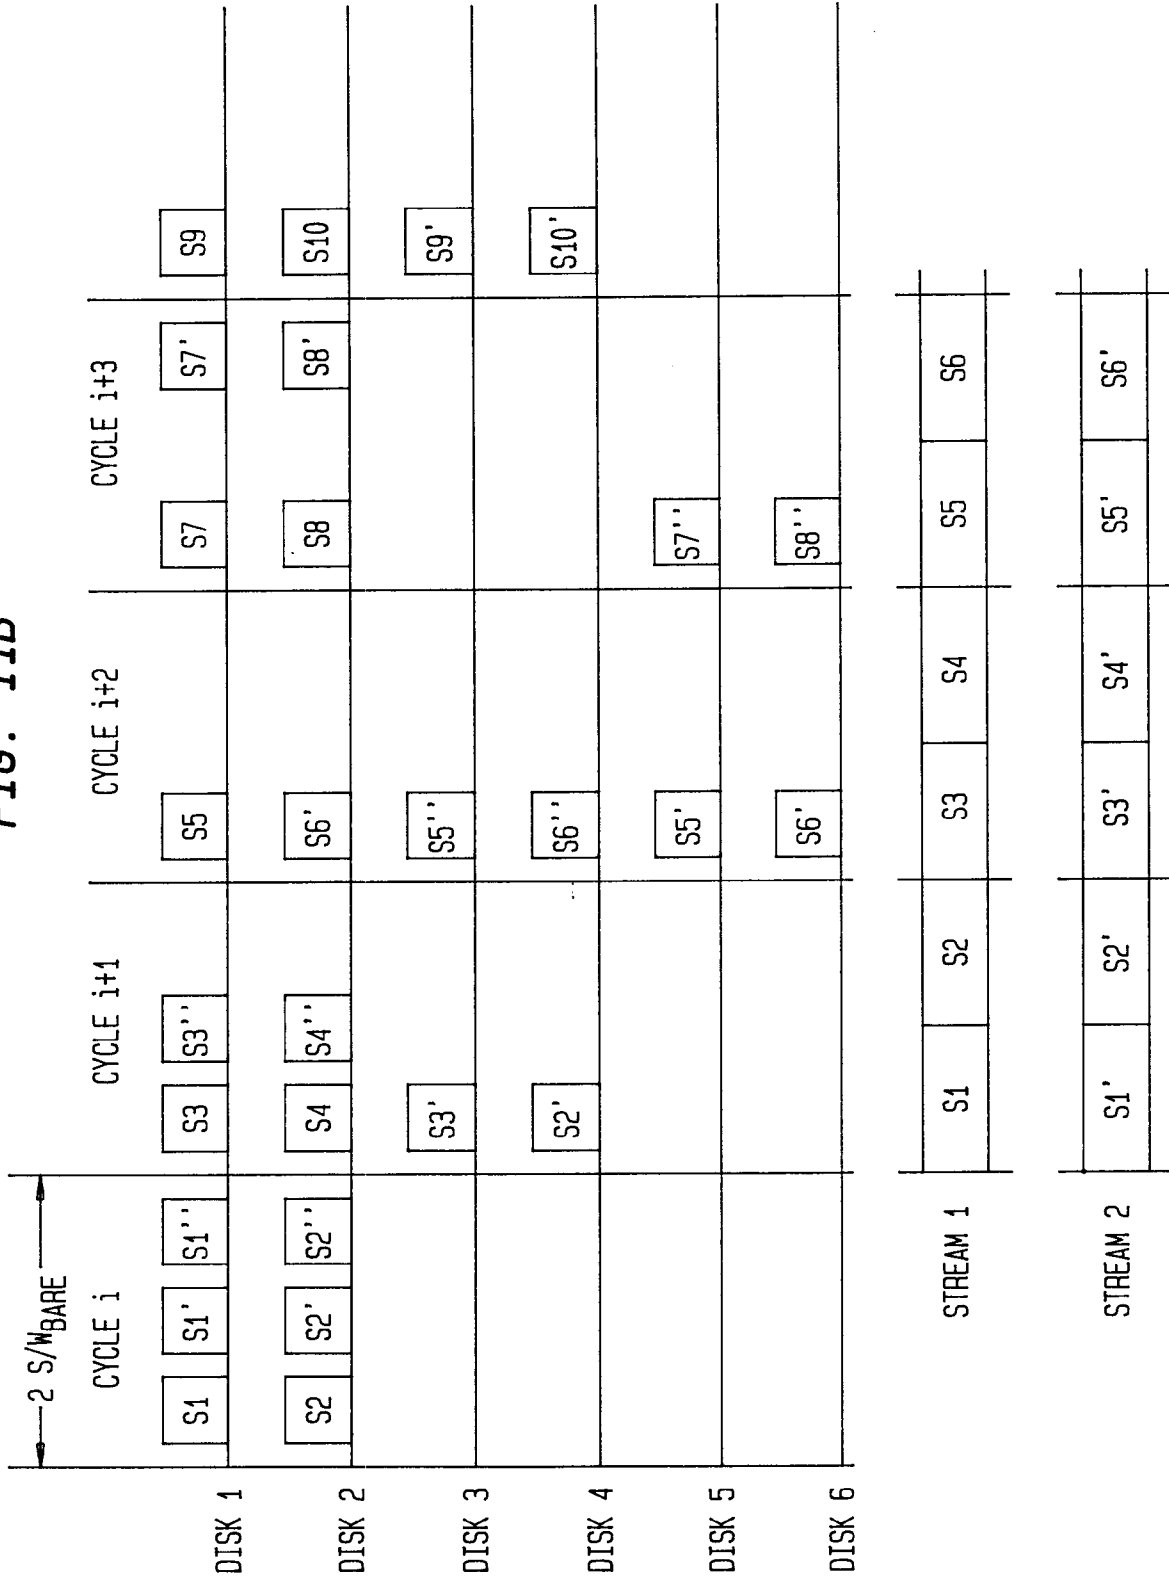 FIG. 11B
2 S/WBARE
CYCLE i CYCLE i+1 CYCLE i+2 CYCLE i+3
DISK 1 S1 S1' S1'' S3 S3'' S5 S7 S7' S9
DISK 2 S2 S2' S2'' S4 S4'' S6' S8 S8' S10
DISK 3 S3' S5'' S9'
DISK 4 S2' S6'' S10'
DISK 5 S5' S7''
DISK 6 S6' S8''
STREAM 1 S1 S2 S3 S4 S5 S6
STREAM 2 S1' S2' S3' S4' S5' S6'